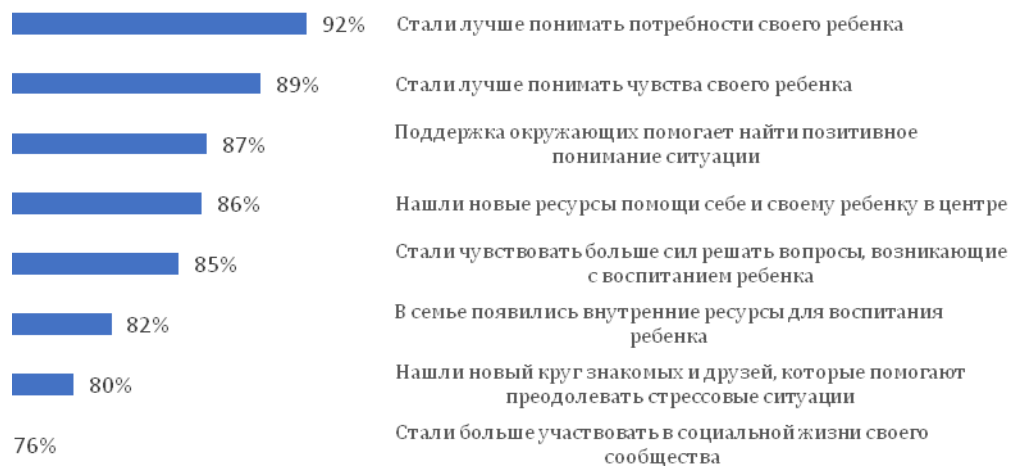 92% Стали лучше понимать потребности своего ребенка
89% Стали лучше понимать чувства своего ребенка
87% Поддержка окружающих помогает найти позитивное
понимание ситуации
86% Нашли новые ресурсы помощи себе и своему ребенку в центре
85% Стали чувствовать больше сил решать вопросы, возникающие
с воспитанием ребенка
82% В семье появились внутренние ресурсы для воспитания
ребенка
80% Нашли новый круг знакомых и друзей, которые помогают
преодолевать стрессовые ситуации
76% Стали больше участвовать в социальной жизни своего
сообщества